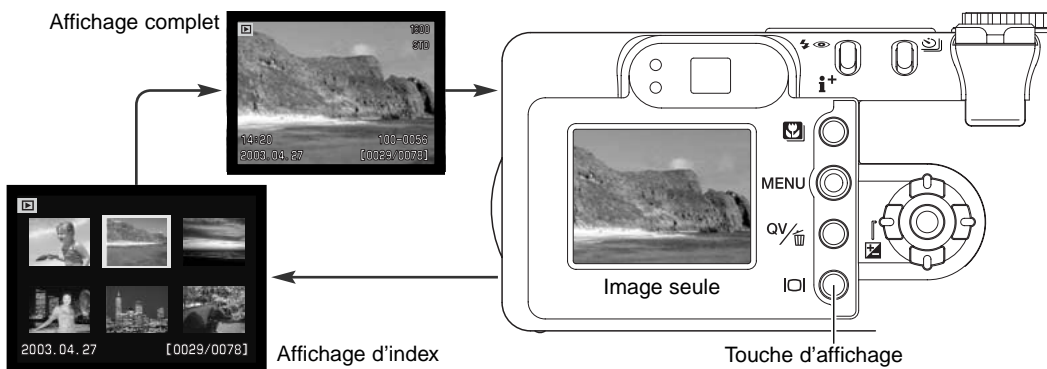 Affichage complet
1600
STD
14:20
100-0056
2003.04.27
[0029/0078]
i+
MENU
QV/
Image seule
2003.04.27
[0029/0078]
Affichage d'index
Touche d'affichage